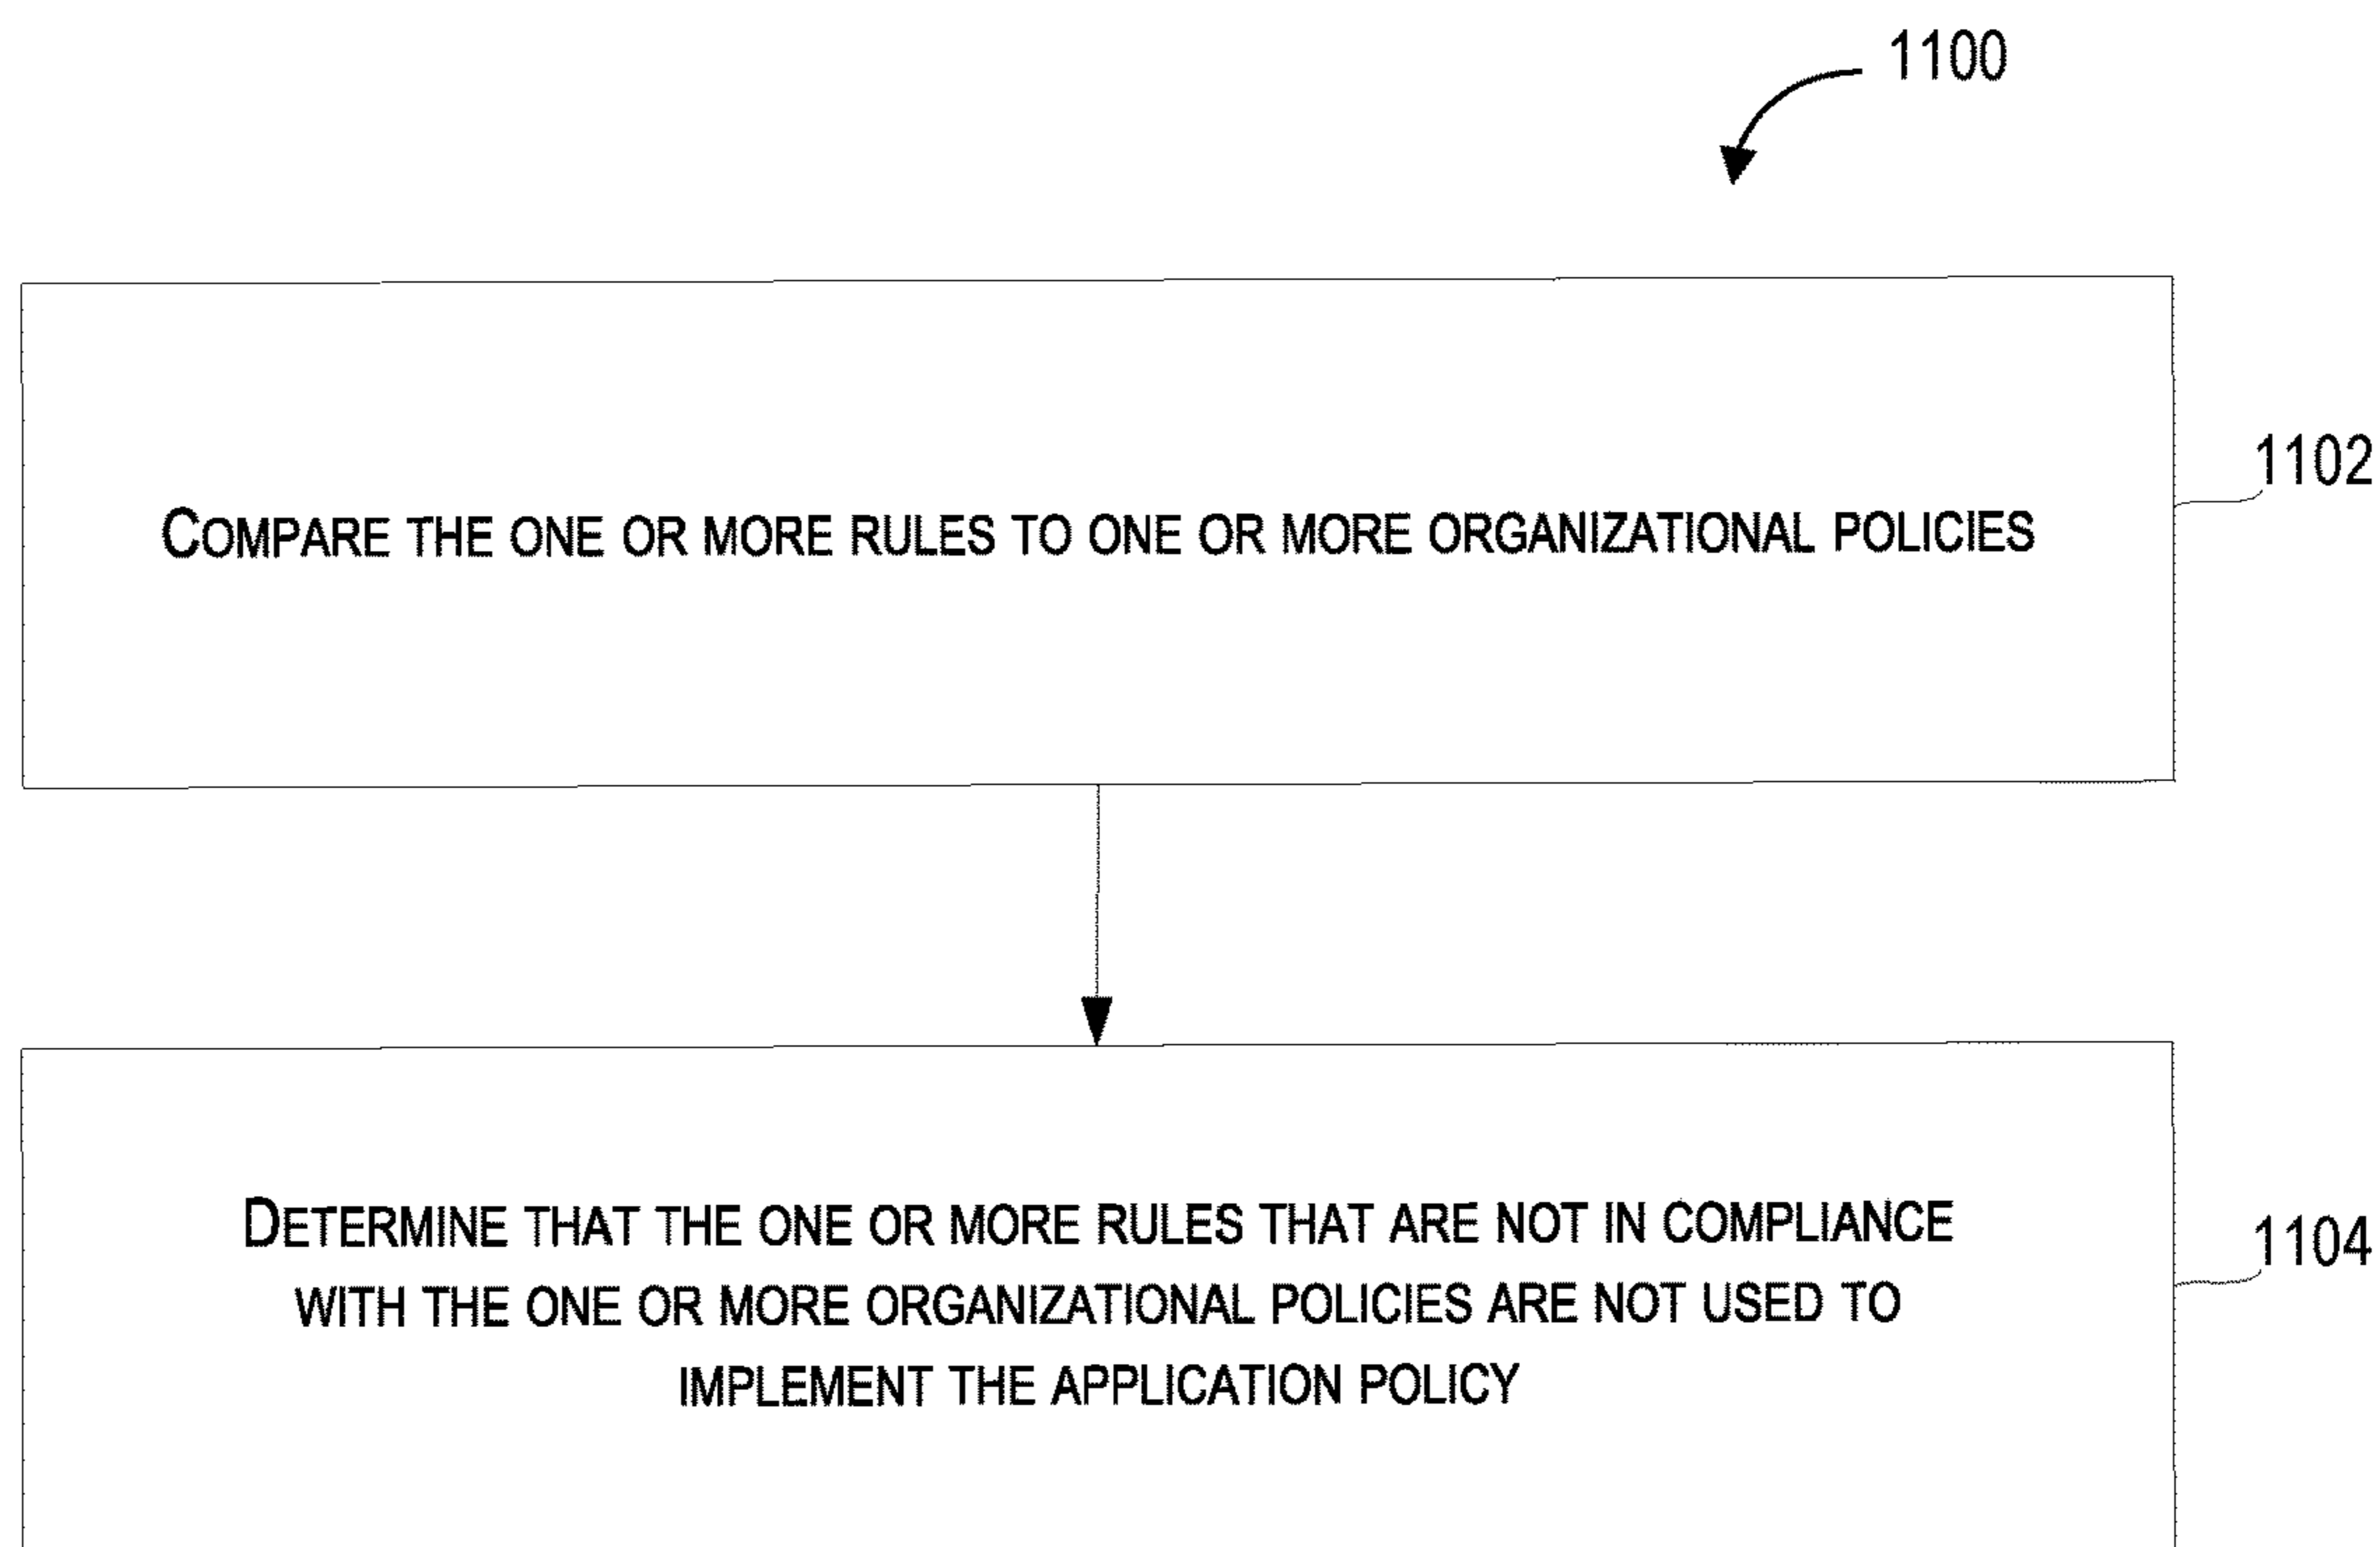 1100
COMPARE THE ONE OR MORE RULES TO ONE OR MORE ORGANIZATIONAL POLICIES
1102
DETERMINE THAT THE ONE OR MORE RULES THAT ARE NOT IN COMPLIANCE
WITH THE ONE OR MORE ORGANIZATIONAL POLICIES ARE NOT USED TO
IMPLEMENT THE APPLICATION POLICY
1104